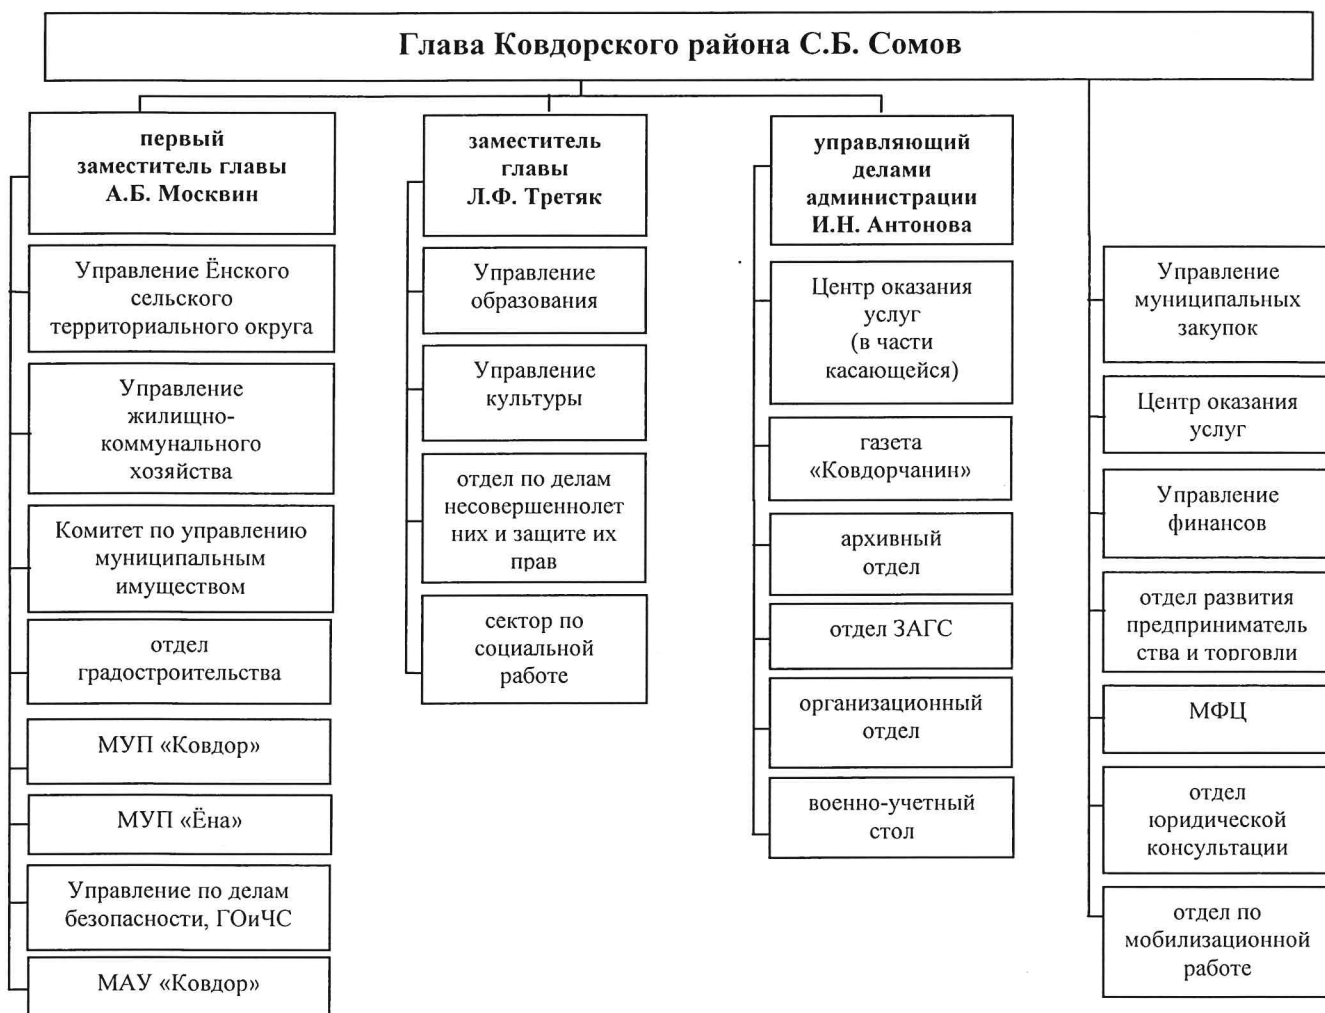 Глава Ковдорского района С.Б. Сомов
первый
заместитель главы
А.Б. Москвин
Управление Ёнского
сельского
территориального округа
Управление
жилищно-
коммунального
хозяйства
Комитет по управлению
муниципальным
имуществом
отдел
градостроительства
МУП «Ковдор»
МУП «Ёна»
Управление по делам
безопасности, ГОиЧС
МАУ «Ковдор»
заместитель
главы
Л.Ф. Третяк
Управление
образования
Управление
культуры
отдел по делам
несовершеннолет
них и защите их
прав
сектор по
социальной
работе
управляющий
делами
администрации
И.Н. Антонова
Центр оказания
услуг
(в части
касающейся)
газета
«Ковдорчанин»
архивный
отдел
отдел ЗАГС
организационный
отдел
военно-учетный
стол
Управление
муниципальных
закупок
Центр оказания
услуг
Управление
финансов
отдел развития
предприниматель
ства и торговли
МФЦ
отдел
юридической
консультации
отдел по
мобилизационной
работе